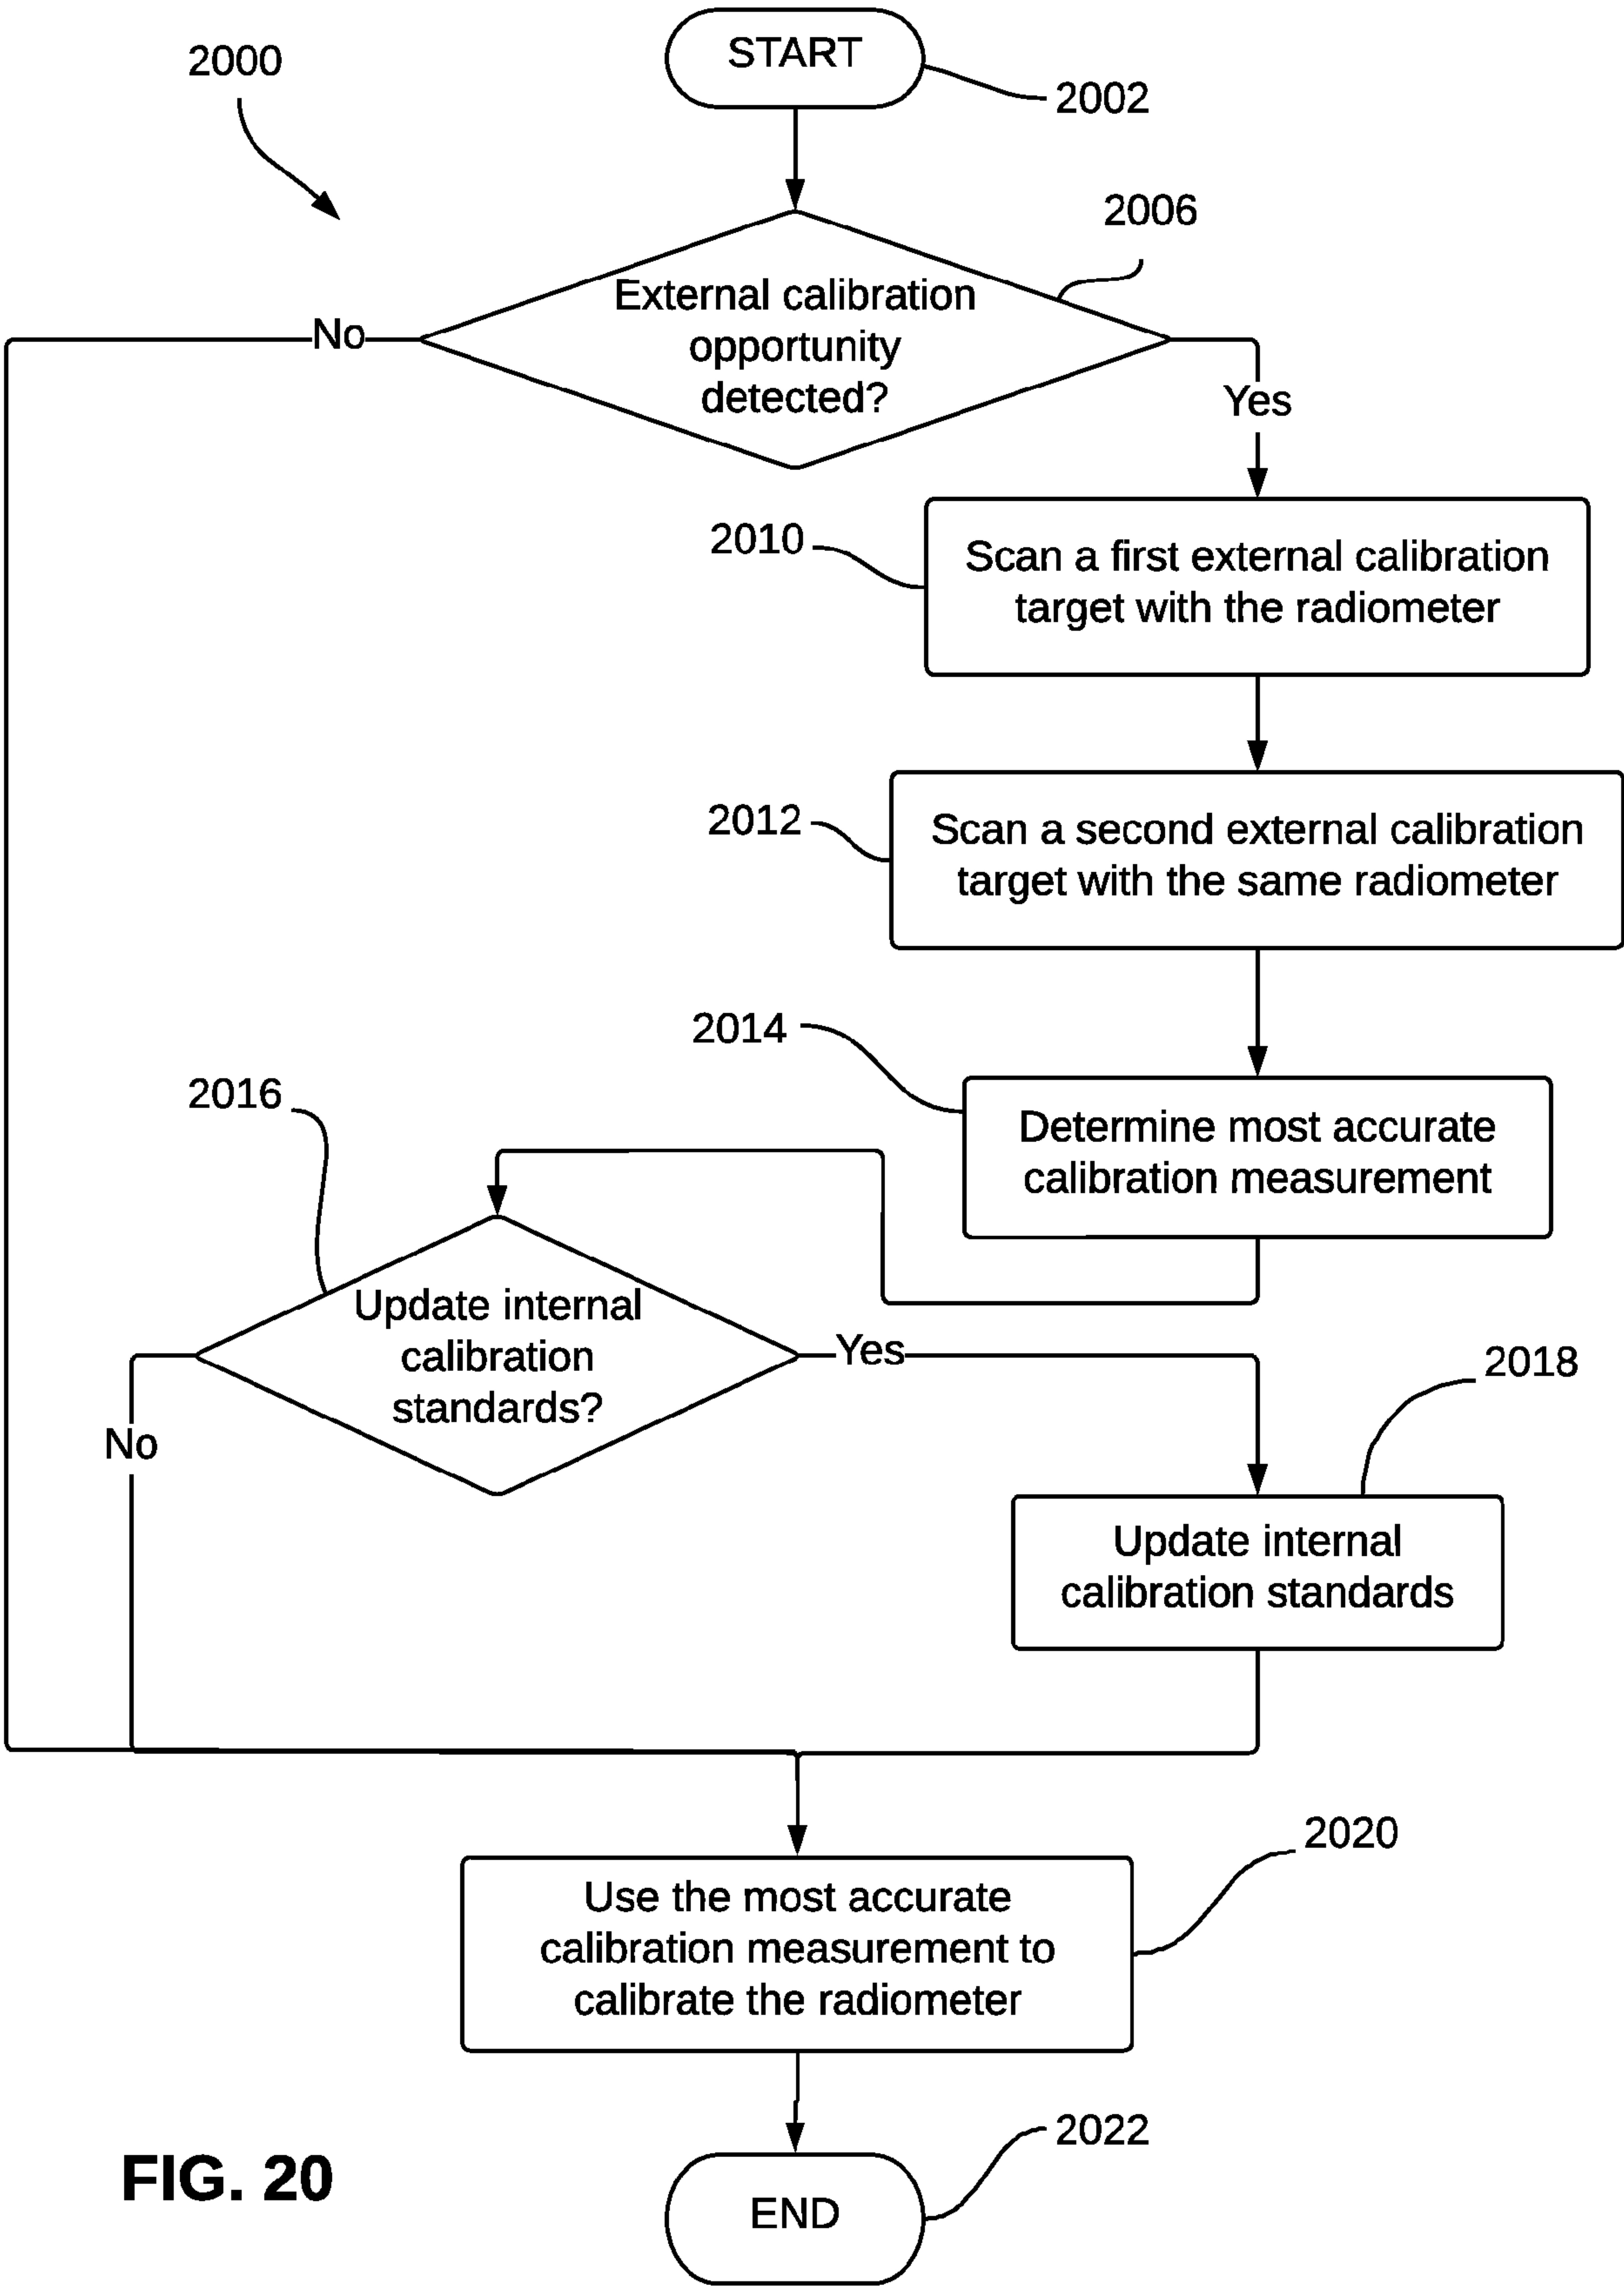 START
2000
2002
2006
External calibration
opportunity
detected?
No
Yes
2010
Scan a first external calibration
target with the radiometer
2012
Scan a second external calibration
target with the same radiometer
2014
Determine most accurate
calibration measurement
2016
Update internal
calibration
standards?
Yes
No
2018
Update internal
calibration standards
2020
Use the most accurate
calibration measurement to
calibrate the radiometer
2022
END
FIG. 20